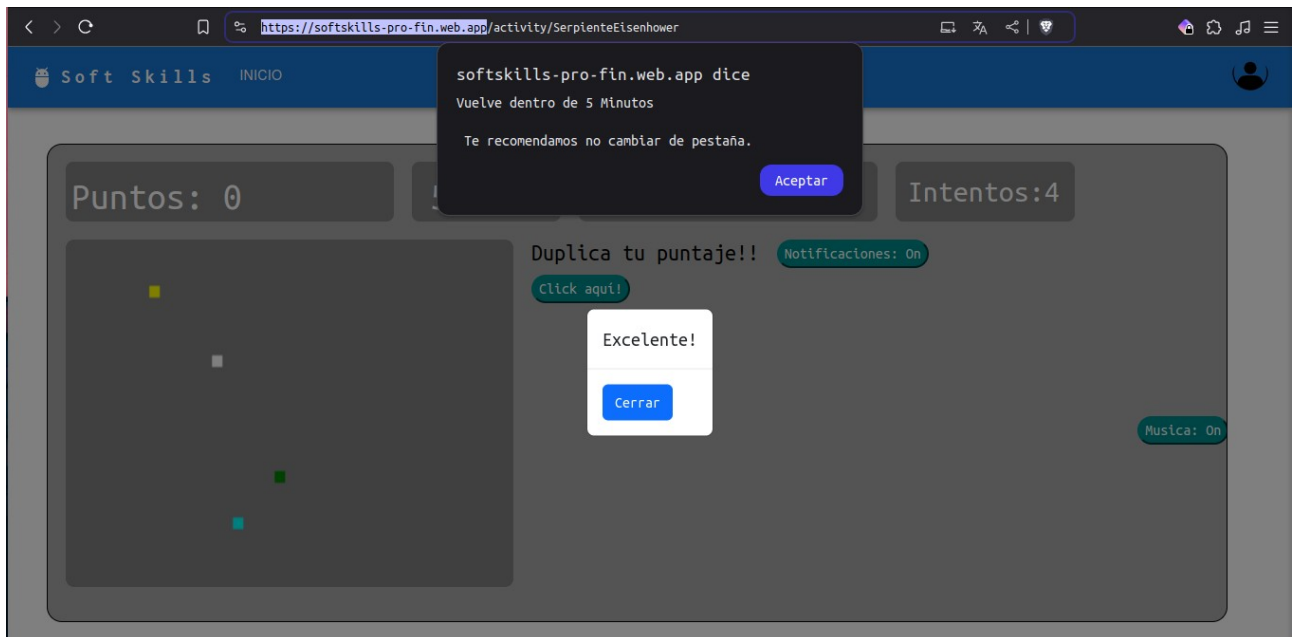 https://softskills-pro-fin.web.app/activity/SerpienteEisenhower
Soft Skills INICIO
softskills-pro-fin.web.app dice
Vuelve dentro de 5 Minutos
Te recomendamos no cambiar de pestaña.
Aceptar
Puntos: 0
Intentos:4
Duplica tu puntaje!! Notificaciones: On
Click aqui!
Excelente!
Cerrar
Musica: On